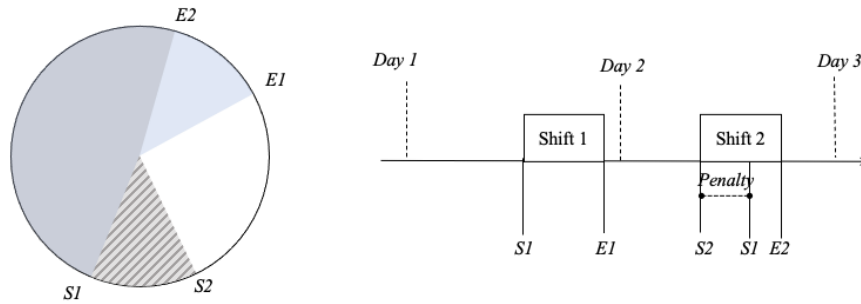 E2
E1
S1
S2
Day 1
Day 2
Day 3
Shift 1
Shift 2
Penalty
S1
E1
S2
S1
E2